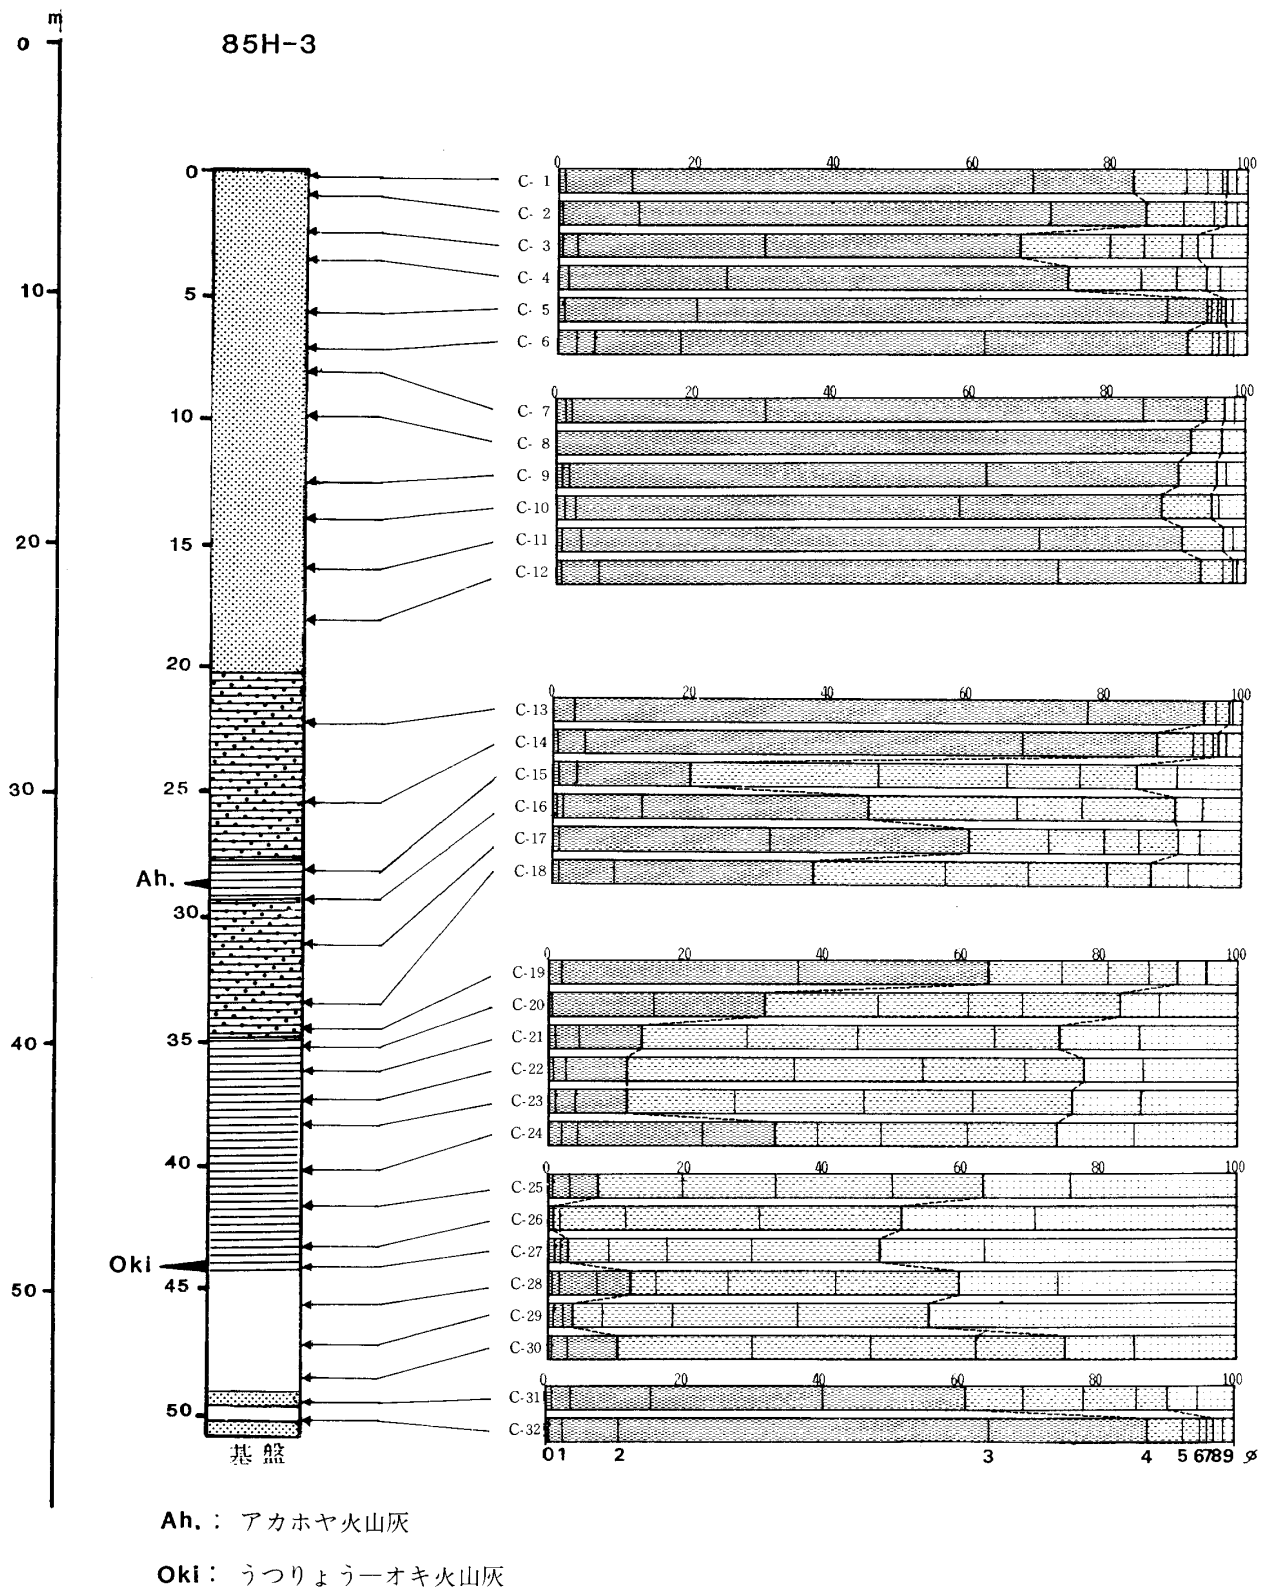 m
0
85H-3
0 20 40 60 80 100
0
C- 1
C- 2
C- 3
C- 4
10
5
C- 5
C- 6
0 20 40 60 80 100
C- 7
10
C- 8
C- 9
C-10
20
15
C-11
C-12
20
0 20 40 60 80 100
C-13
C-14
C-15
30
25
C-16
C-17
Ah.
C-18
30
0 20 40 60 80 100
C-19
C-20
40
35
C-21
C-22
C-23
C-24
40
0 20 40 60 80 100
C-25
C-26
C-27
Oki
C-28
50
45
C-29
C-30
0 20 40 60 80 100
C-31
50
C-32
基盤
0 1 2 3 4 5 6 7 8 9 φ
Ah. : アカホヤ火山灰
Oki : うつりょう―オキ火山灰